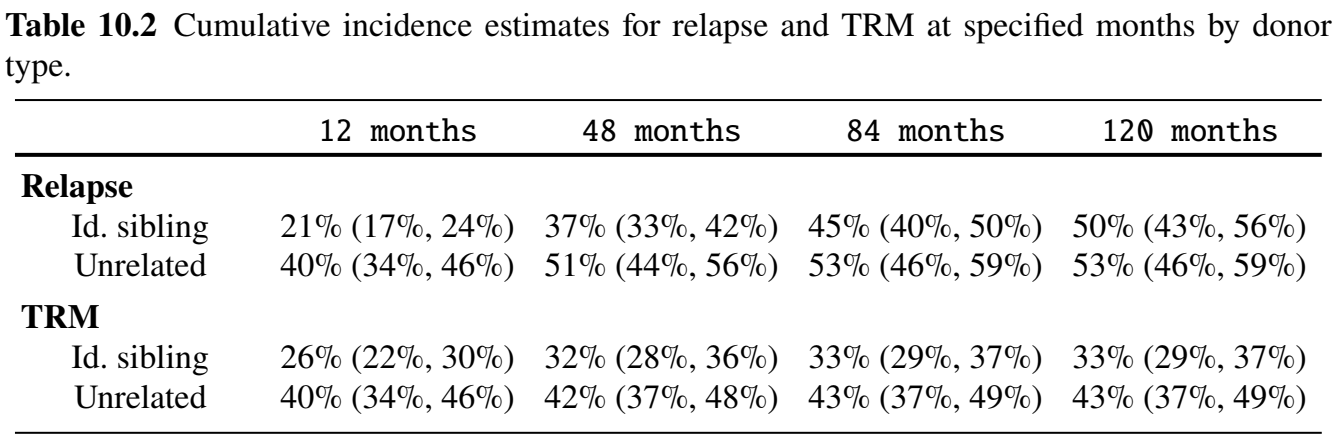 Table 10.2 Cumulative incidence estimates for relapse and TRM at specified months by donor
type.
12 months 48 months 84 months 120 months
Relapse
Id. sibling 21% (17%, 24%) 37% (33%, 42%) 45% (40%, 50%) 50% (43%, 56%)
Unrelated 40% (34%, 46%) 51% (44%, 56%) 53% (46%, 59%) 53% (46%, 59%)
TRM
Id. sibling 26% (22%, 30%) 32% (28%, 36%) 33% (29%, 37%) 33% (29%, 37%)
Unrelated 40% (34%, 46%) 42% (37%, 48%) 43% (37%, 49%) 43% (37%, 49%)